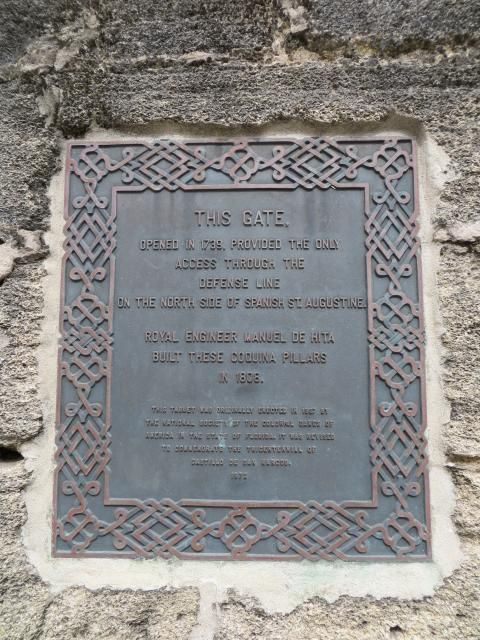 THIS GATE,
OPENED IN 1739, PROVIDED THE ONLY
ACCESS THROUGH THE
DEFENSE LINE
ON THE NORTH SIDE OF SPANISH ST. AUGUSTINE.
ROYAL ENGINEER MANUEL DE HITA
BUILT THESE COQUINA PILLARS
IN 1808.
THIS TABLET WAS ORIGINALLY ERECTED IN BY
THE NATIONAL SOCIETY OF THE COLONIAL DAMES OF
AMERICA IN THE STATE OF FLORIDA. IT WAS REVISED
TO COMMEMORATE THE TRICENTENNIAL OF
CASTILLO DE SAN MARCOS.
1972